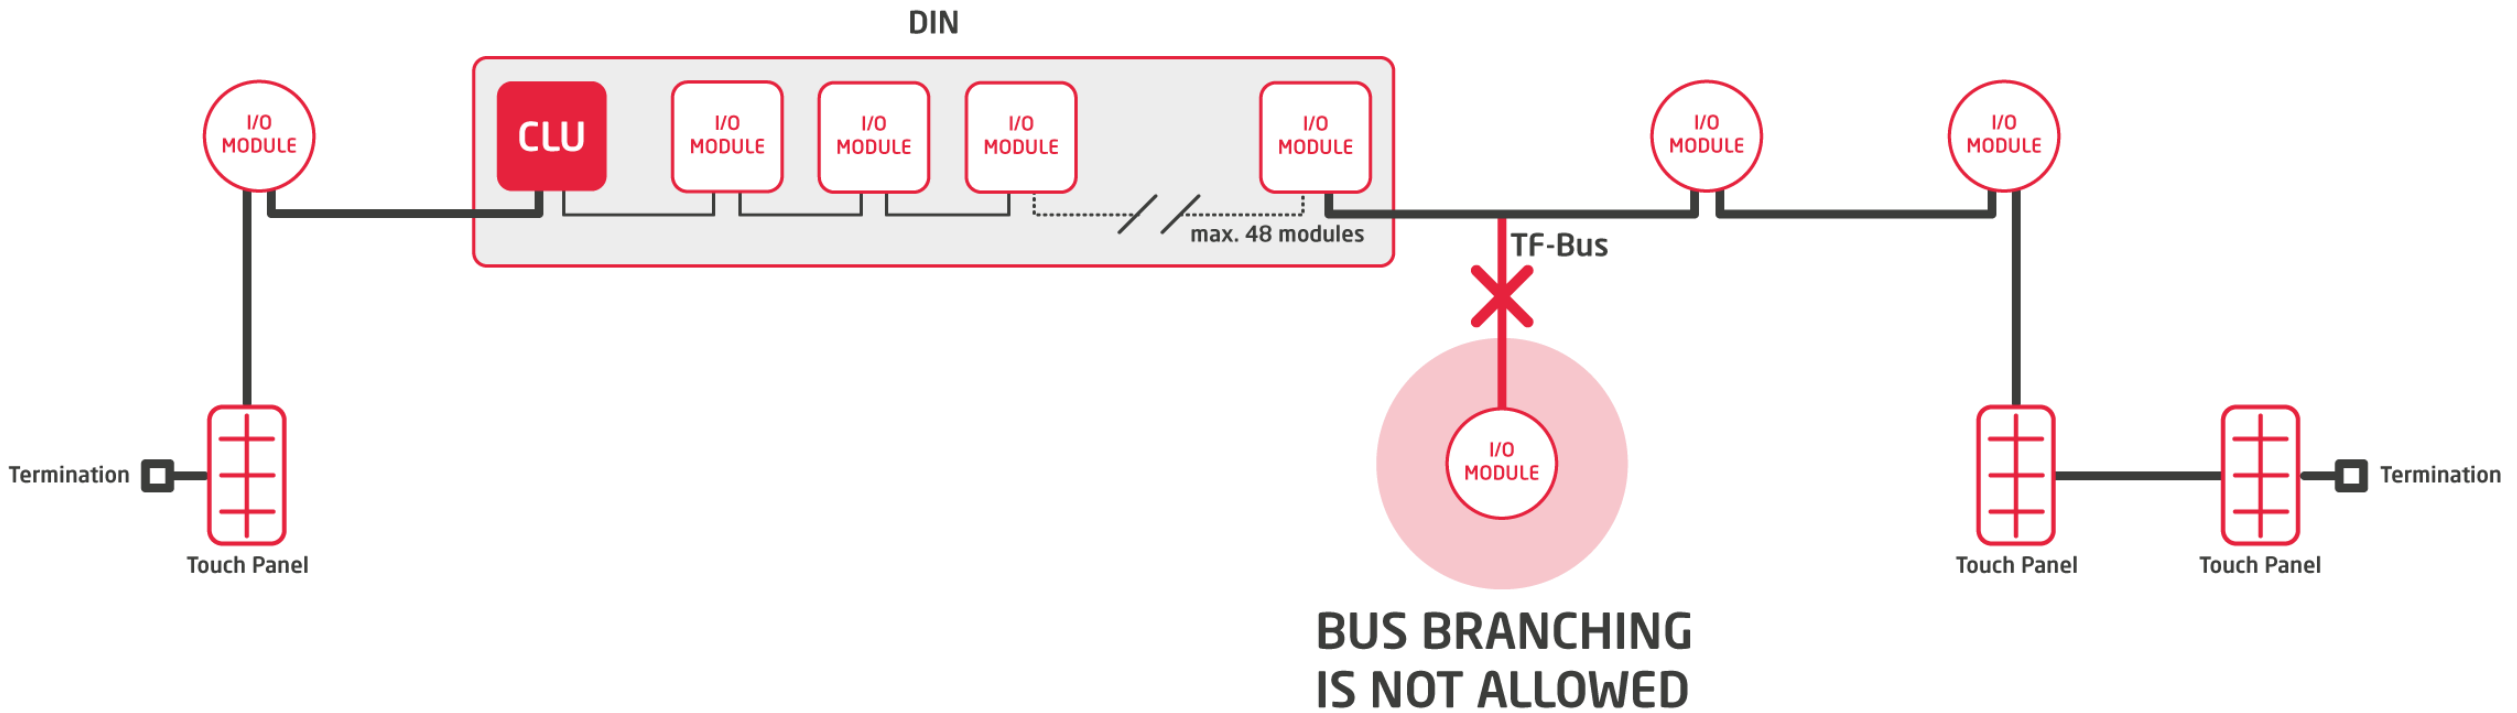 DIN
I/O
MODULE
CLU
I/O
MODULE
I/O
MODULE
I/O
MODULE
I/O
MODULE
I/O
MODULE
I/O
MODULE
max. 48 modules
TF-Bus
I/O
MODULE
Termination
Touch Panel
Touch Panel
Touch Panel
Termination
BUS BRANCHING
IS NOT ALLOWED